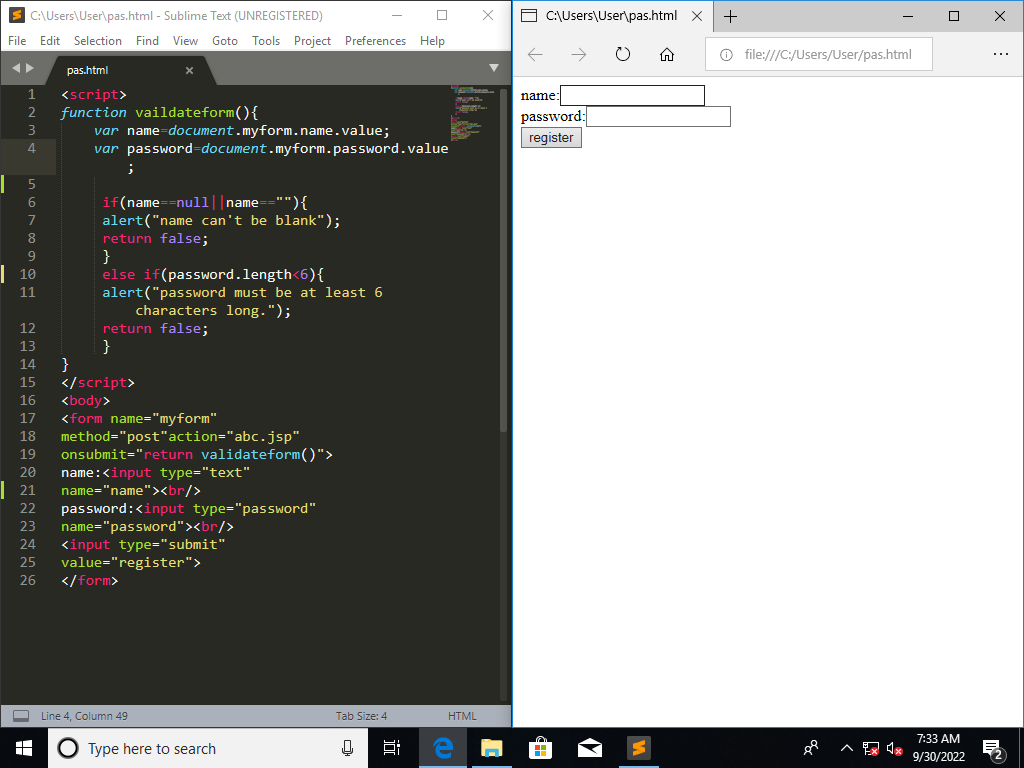 C:\Users\User\pas.html - Sublime Text (UNREGISTERED)
File Edit Selection Find View Goto Tools Project Preferences Help
pas.html
1 <script>
2 function vaildateform(){
3 var name=document.myform.name.value;
4 var password=document.myform.password.value
;
5
6 if(name==null||name==""){
7 alert("name can't be blank");
8 return false;
9 }
10 else if(password.length<6){
11 alert("password must be at least 6
characters long.");
12 return false;
13 }
14 }
15 </script>
16 <body>
17 <form name="myform"
18 method="post"action="abc.jsp"
19 onsubmit="return validateform()">
20 name:<input type="text"
21 name="name"><br/>
22 password:<input type="password"
23 name="password"><br/>
24 <input type="submit"
25 value="register">
26 </form>
Line 4, Column 49 Tab Size: 4 HTML
C:\Users\User\pas.html
file:///C:/Users/User/pas.html
name:
password:
register
Type here to search
7:33 AM
9/30/2022
2